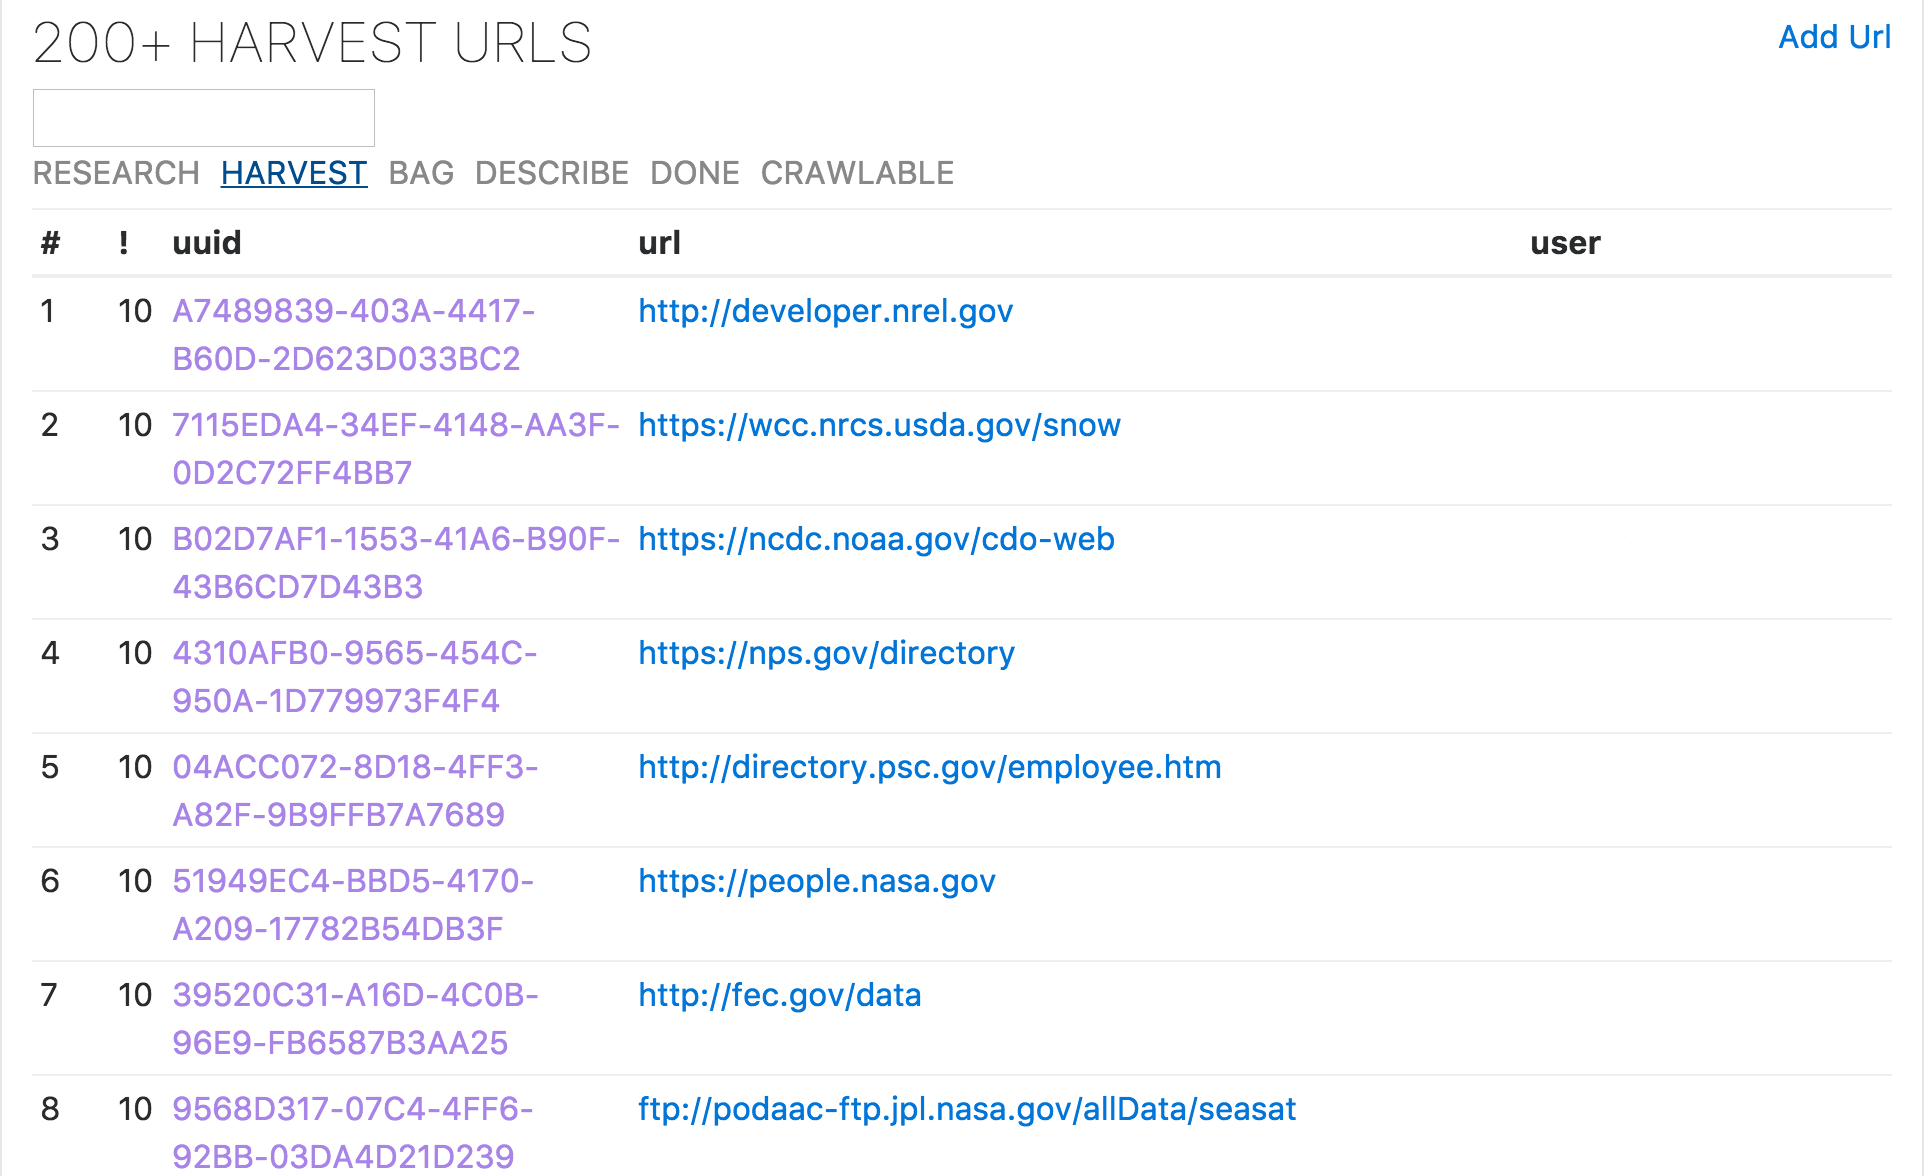 200+ HARVEST URLS Add Url
RESEARCH HARVEST BAG DESCRIBE DONE CRAWLABLE
# ! uuid url user
1 10 A7489839-403A-4417- http://developer.nrel.gov
B60D-2D623D033BC2
2 10 7115EDA4-34EF-4148-AA3F- https://wcc.nrcs.usda.gov/snow
0D2C72FF4BB7
3 10 B02D7AF1-1553-41A6-B90F- https://ncdc.noaa.gov/cdo-web
43B6CD7D43B3
4 10 4310AFB0-9565-454C- https://nps.gov/directory
950A-1D779973F4F4
5 10 04ACC072-8D18-4FF3- http://directory.psc.gov/employee.htm
A82F-9B9FFB7A7689
6 10 51949EC4-BBD5-4170- https://people.nasa.gov
A209-17782B54DB3F
7 10 39520C31-A16D-4C0B- http://fec.gov/data
96E9-FB6587B3AA25
8 10 9568D317-07C4-4FF6- ftp://podaac-ftp.jpl.nasa.gov/allData/seasat
92BB-03DA4D21D239